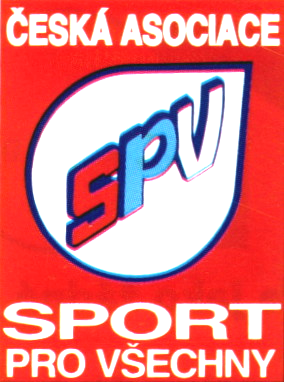 ČESKÁ ASOCIACE
SPV
SPORT
PRO VŠECHNY